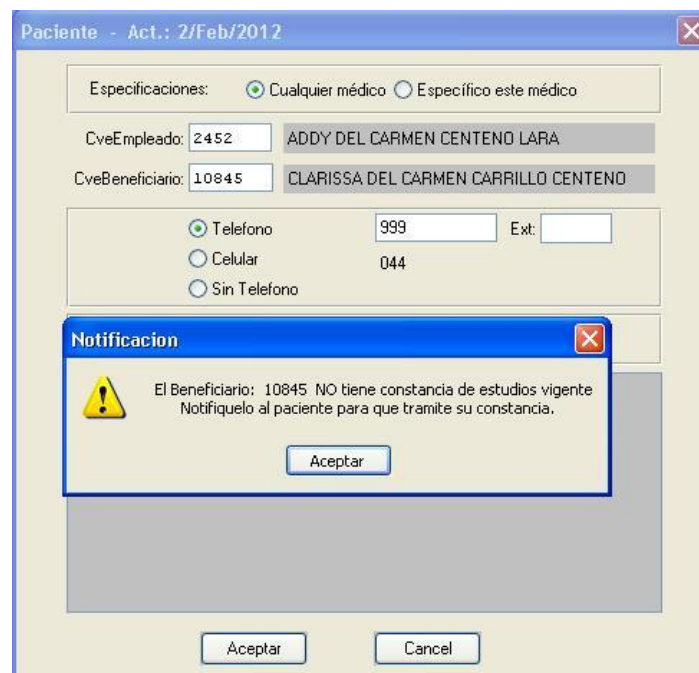 Paciente - Act.: 2/Feb/2012
Especificaciones: Cualquier médico Específico este médico
CveEmpleado: 2452 ADDY DEL CARMEN CENTENO LARA
CveBeneficiario: 10845 CLARISSA DEL CARMEN CARRILLO CENTENO
Telefono 999 Ext:
Celular 044
Sin Telefono
Notificacion
El Beneficiario: 10845 NO tiene constancia de estudios vigente
Notifiquelo al paciente para que tramite su constancia.
Aceptar
Aceptar Cancel